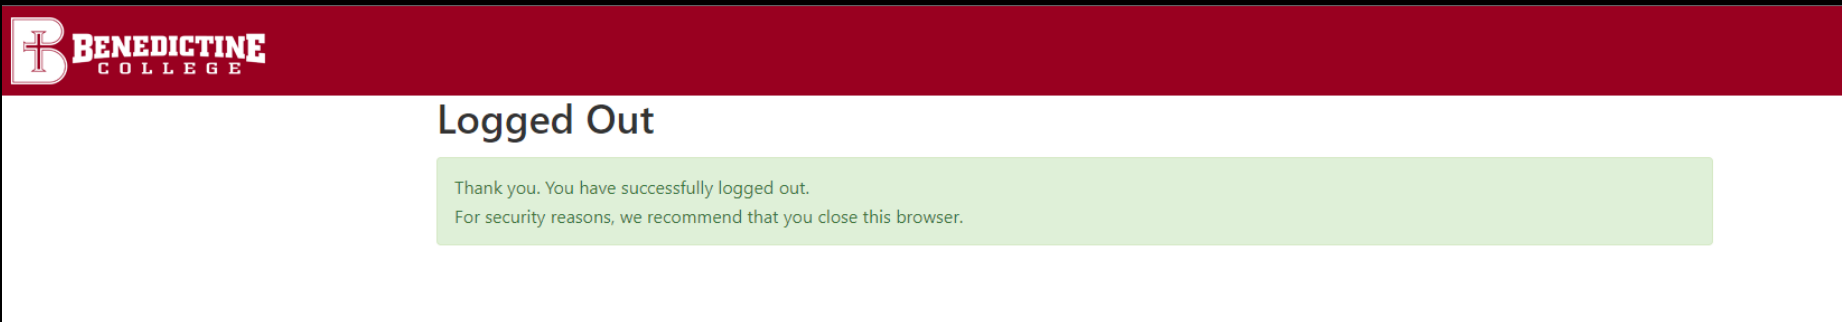 BENEDICTINE
COLLEGE
Logged Out
Thank you. You have successfully logged out.
For security reasons, we recommend that you close this browser.